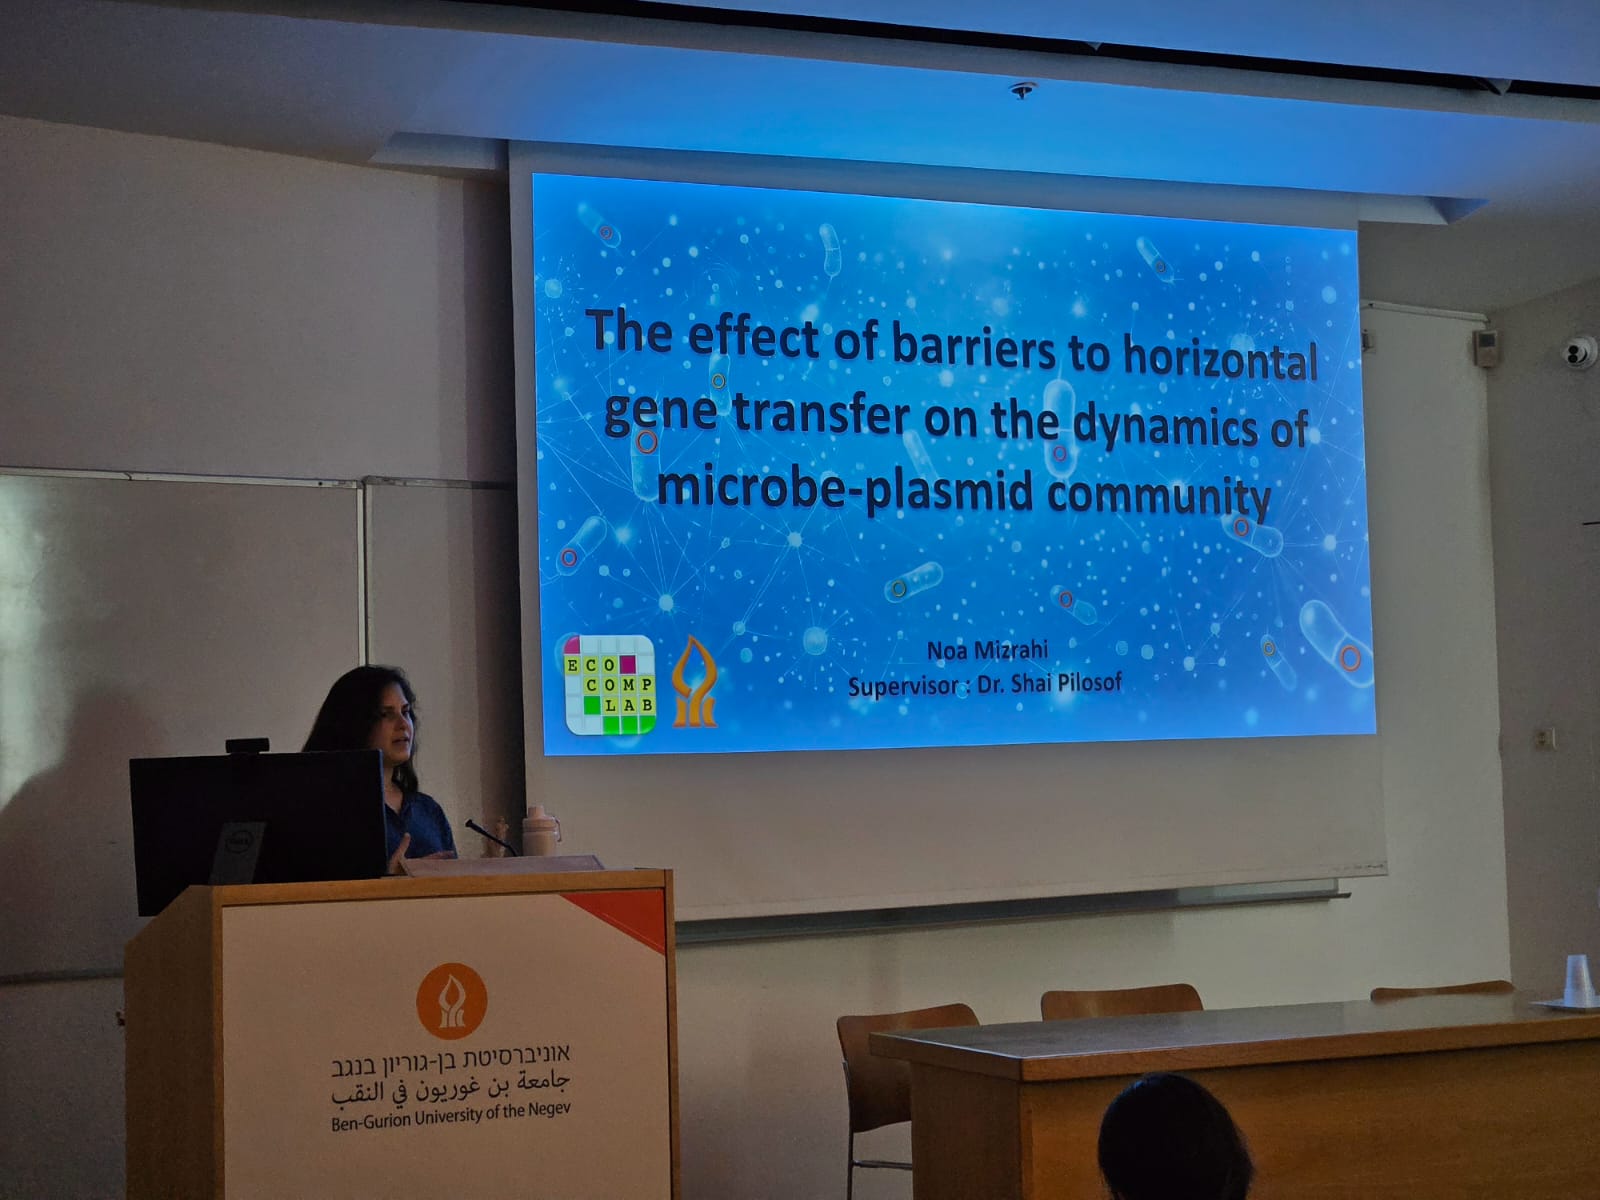 The effect of barriers to horizontal
gene transfer on the dynamics of
microbe-plasmid community
Noa Mizrahi
Supervisor : Dr. Shai Pilosof
ECO
COMP
LAB
DELL
אוניברסיטת בן-גוריון בנגב
جامعة بن غوريون في النقب
Ben-Gurion University of the Negev